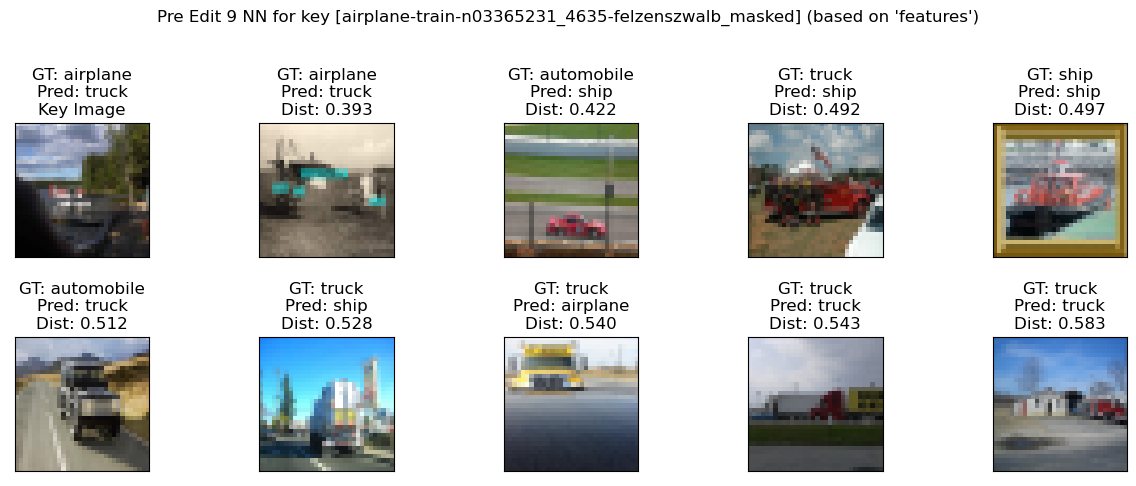 Pre Edit 9 NN for key [airplane-train-n03365231_4635-felzenszwalb_masked] (based on 'features')
GT: airplane
Pred: truck
Key Image
GT: airplane
Pred: truck
Dist: 0.393
GT: automobile
Pred: ship
Dist: 0.422
GT: truck
Pred: ship
Dist: 0.492
GT: ship
Pred: ship
Dist: 0.497
GT: automobile
Pred: truck
Dist: 0.512
GT: truck
Pred: ship
Dist: 0.528
GT: truck
Pred: airplane
Dist: 0.540
GT: truck
Pred: truck
Dist: 0.543
GT: truck
Pred: truck
Dist: 0.583